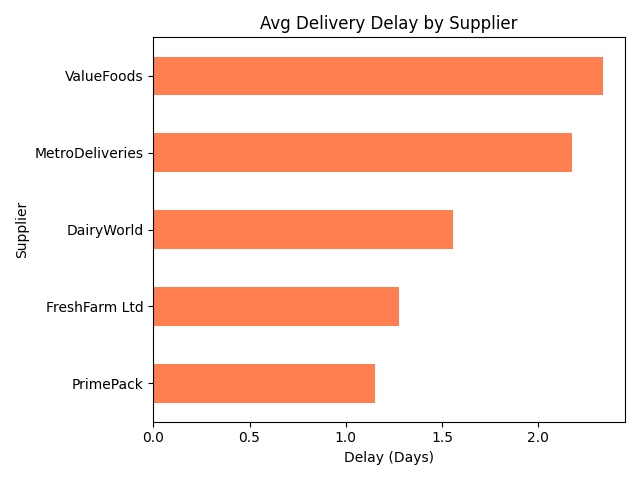 Avg Delivery Delay by Supplier
ValueFoods
MetroDeliveries
DairyWorld
FreshFarm Ltd
PrimePack
Supplier
0.0 0.5 1.0 1.5 2.0
Delay (Days)